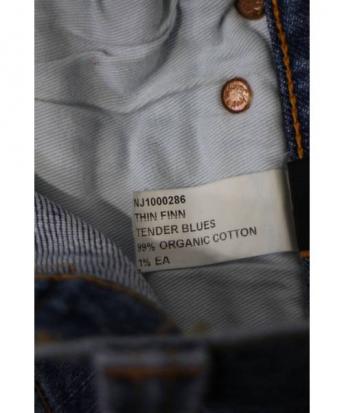 NJ1000286
THIN FINN
TENDER BLUES
99% ORGANIC COTTON
1% EA